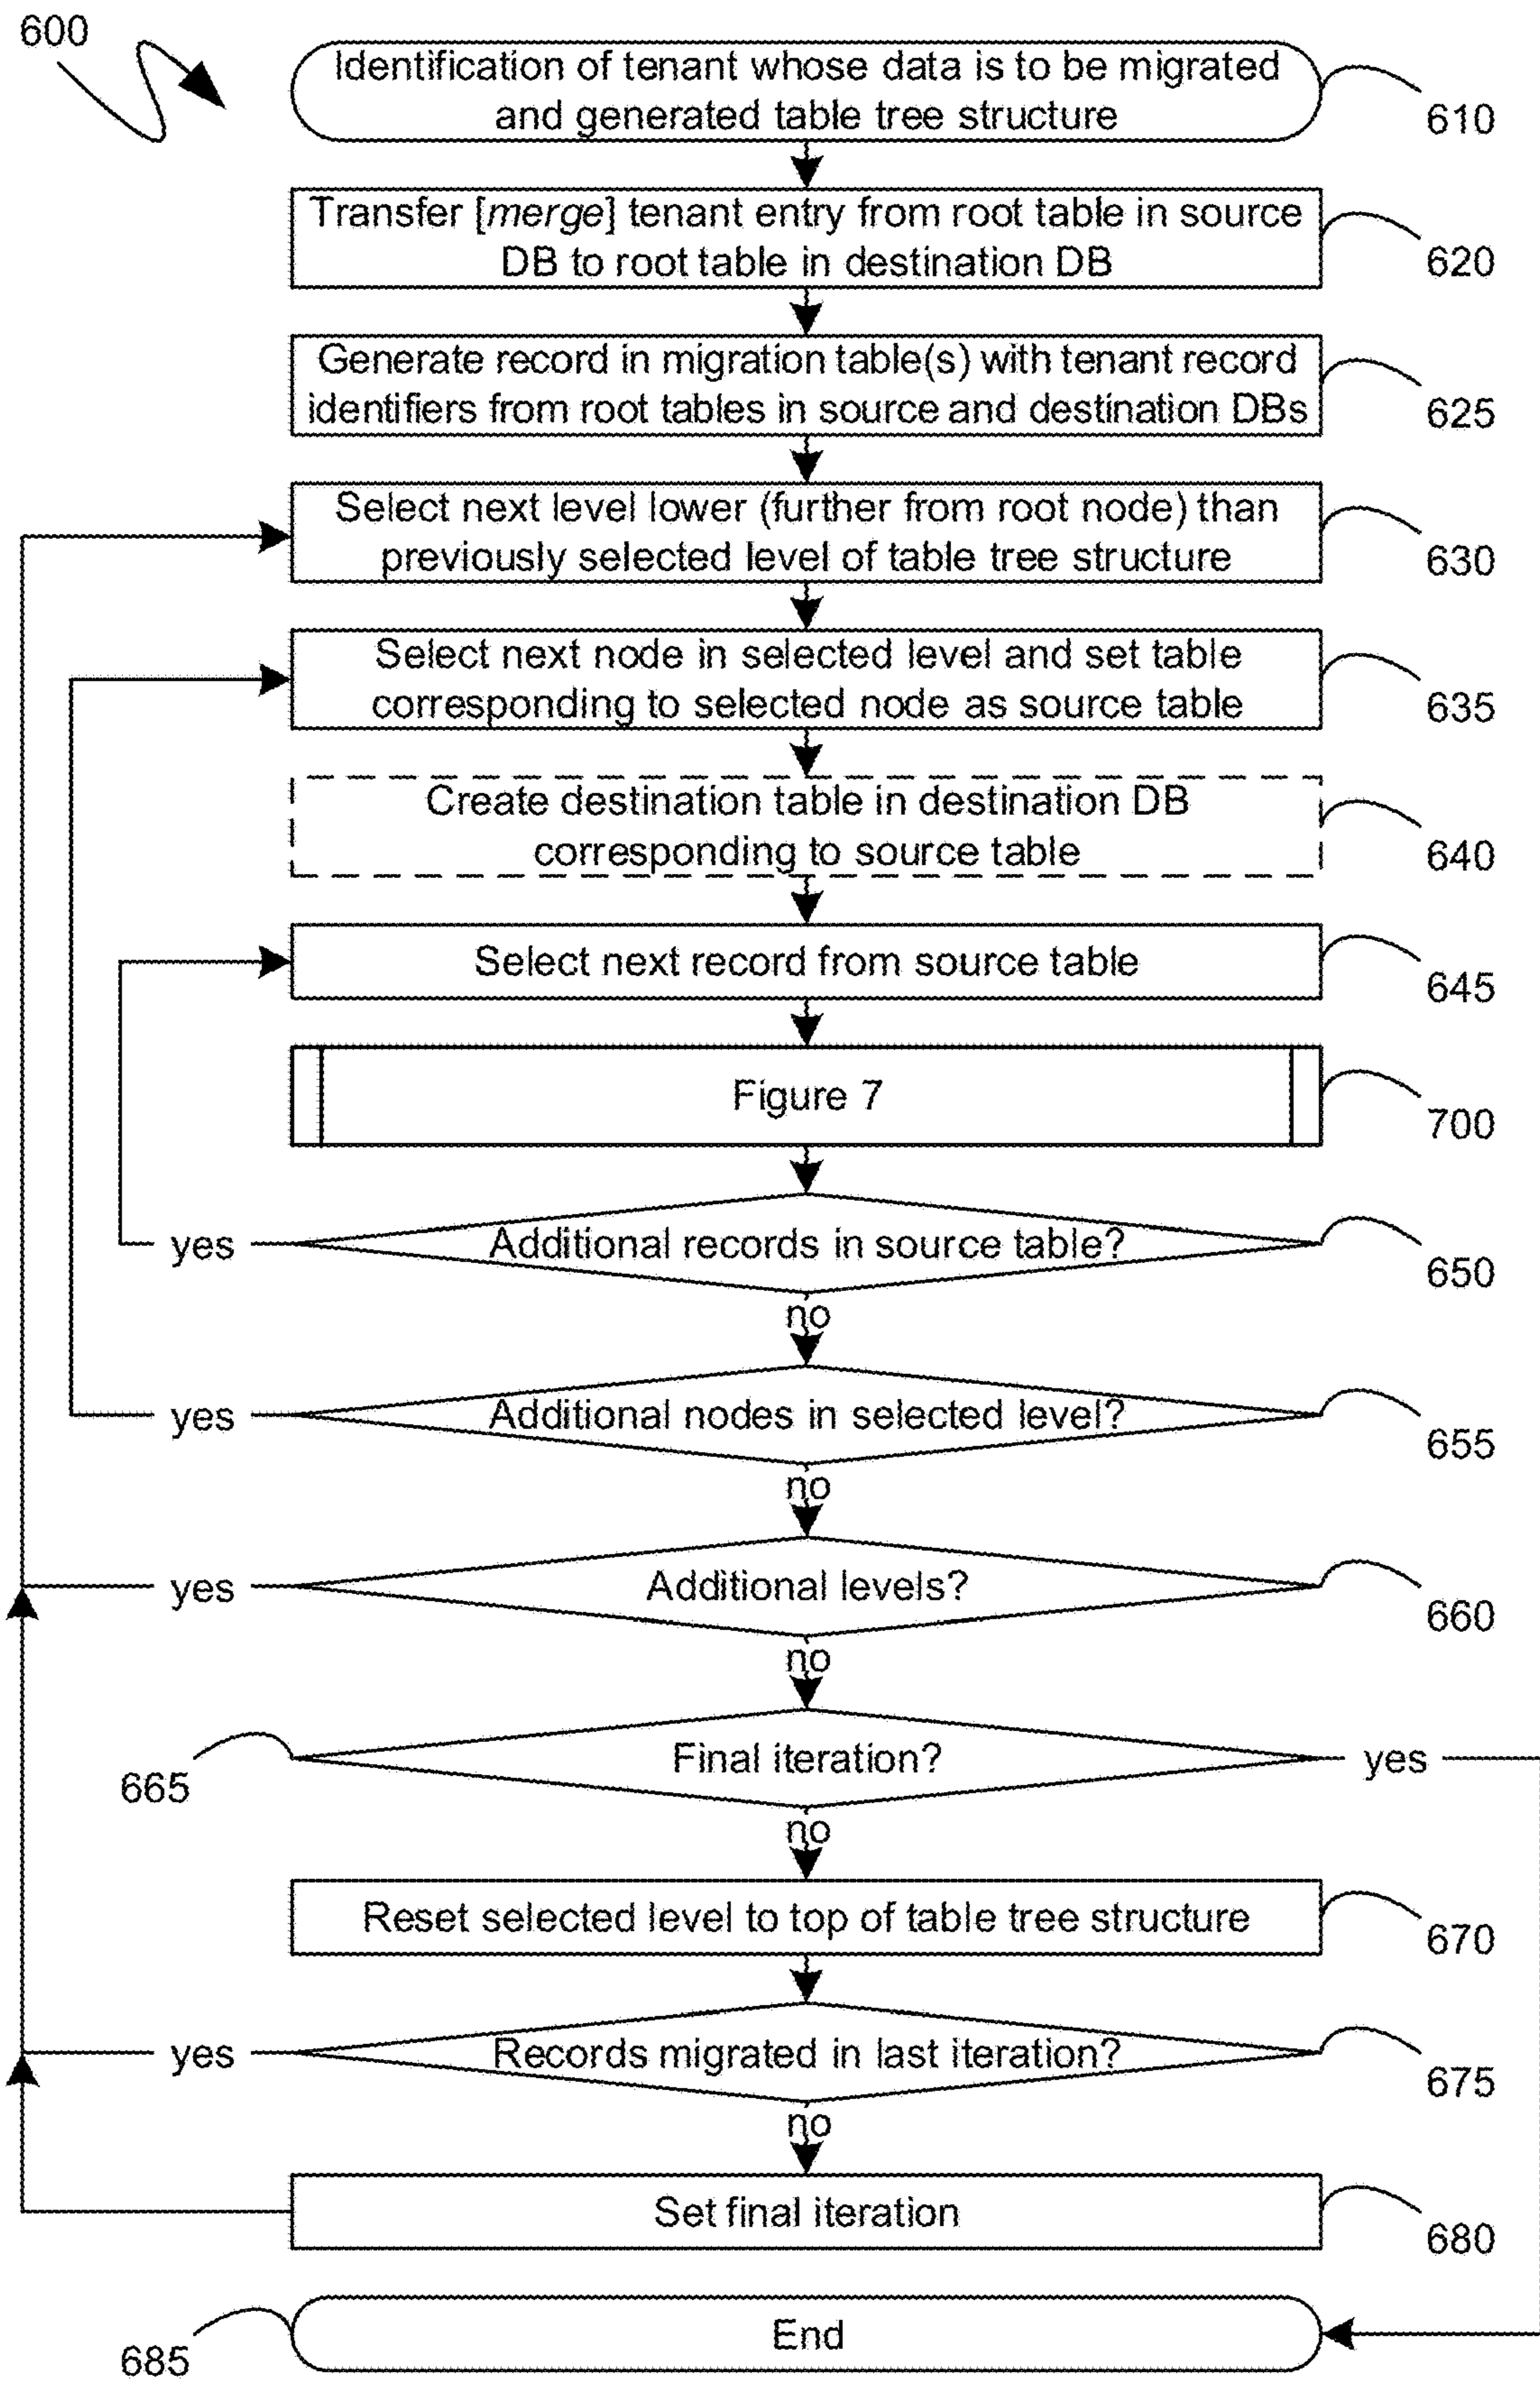 600
Identification of tenant whose data is to be migrated
and generated table tree structure
610
Transfer [merge] tenant entry from root table in source
DB to root table in destination DB
620
Generate record in migration table(s) with tenant record
identifiers from root tables in source and destination DBs
625
Select next level lower (further from root node) than
previously selected level of table tree structure
630
Select next node in selected level and set table
corresponding to selected node as source table
635
Create destination table in destination DB
corresponding to source table
640
Select next record from source table
645
Figure 7
700
yes
Additional records in source table?
650
no
yes
Additional nodes in selected level?
655
no
yes
Additional levels?
660
no
Final iteration?
yes
665
no
Reset selected level to top of table tree structure
670
yes
Records migrated in last iteration?
675
no
Set final iteration
680
End
685